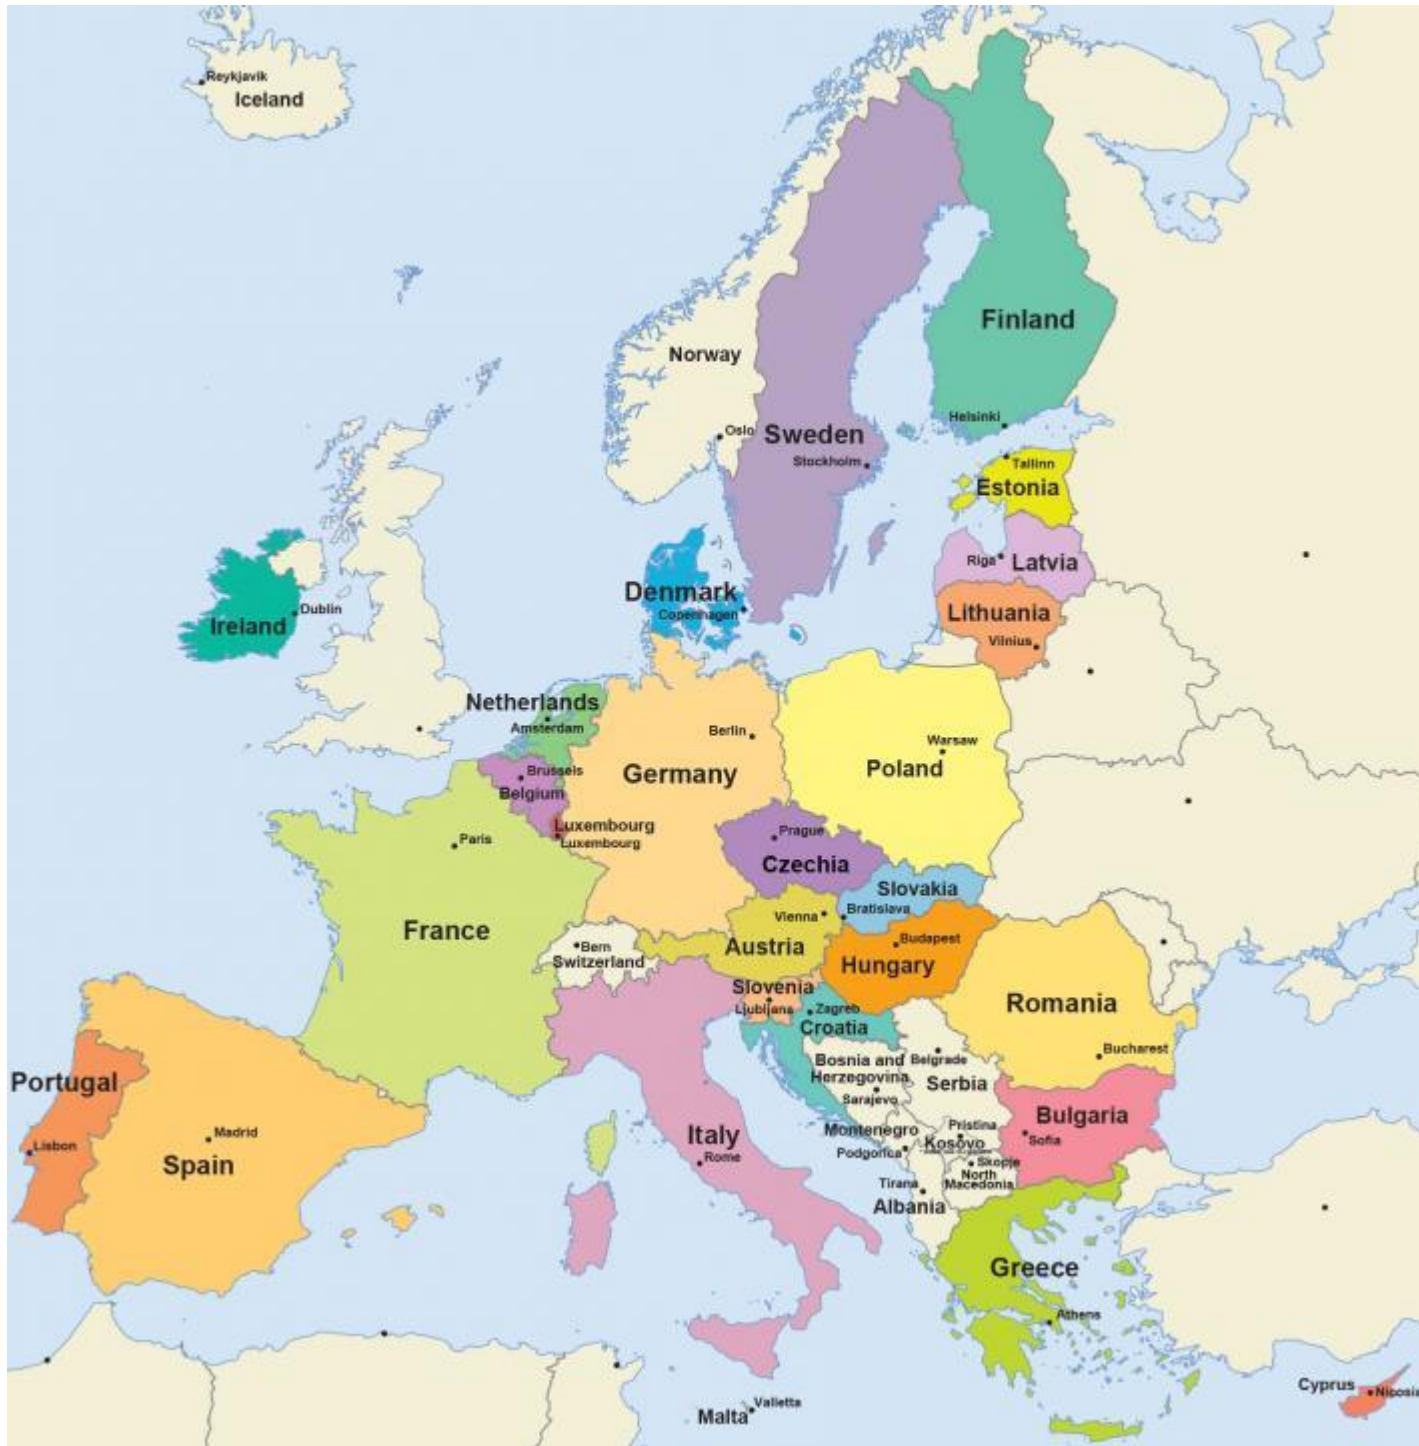 Reykjavik
Iceland
Finland
Norway
Helsinki
Oslo
Sweden
Stockholm
Tallinn
Estonia
Riga
Latvia
Denmark
Copenhagen
Lithuania
Vilnius
Dublin
Ireland
Netherlands
Amsterdam
Berlin
Warsaw
Germany
Poland
Brussels
Belgium
Luxembourg
Luxembourg
Paris
Prague
Czechia
Slovakia
Bratislava
Vienna
France
Austria
Budapest
Hungary
Bern
Switzerland
Slovenia
Ljubljana
Zagreb
Croatia
Romania
Bucharest
Bosnia and
Herzegovina
Sarajevo
Belgrade
Serbia
Portugal
Lisbon
Madrid
Spain
Italy
Rome
Montenegro
Podgorica
Pristina
Kosovo
Bulgaria
Sofia
Skopje
North
Macedonia
Tirana
Albania
Greece
Athens
Cyprus
Nicosia
Valletta
Malta